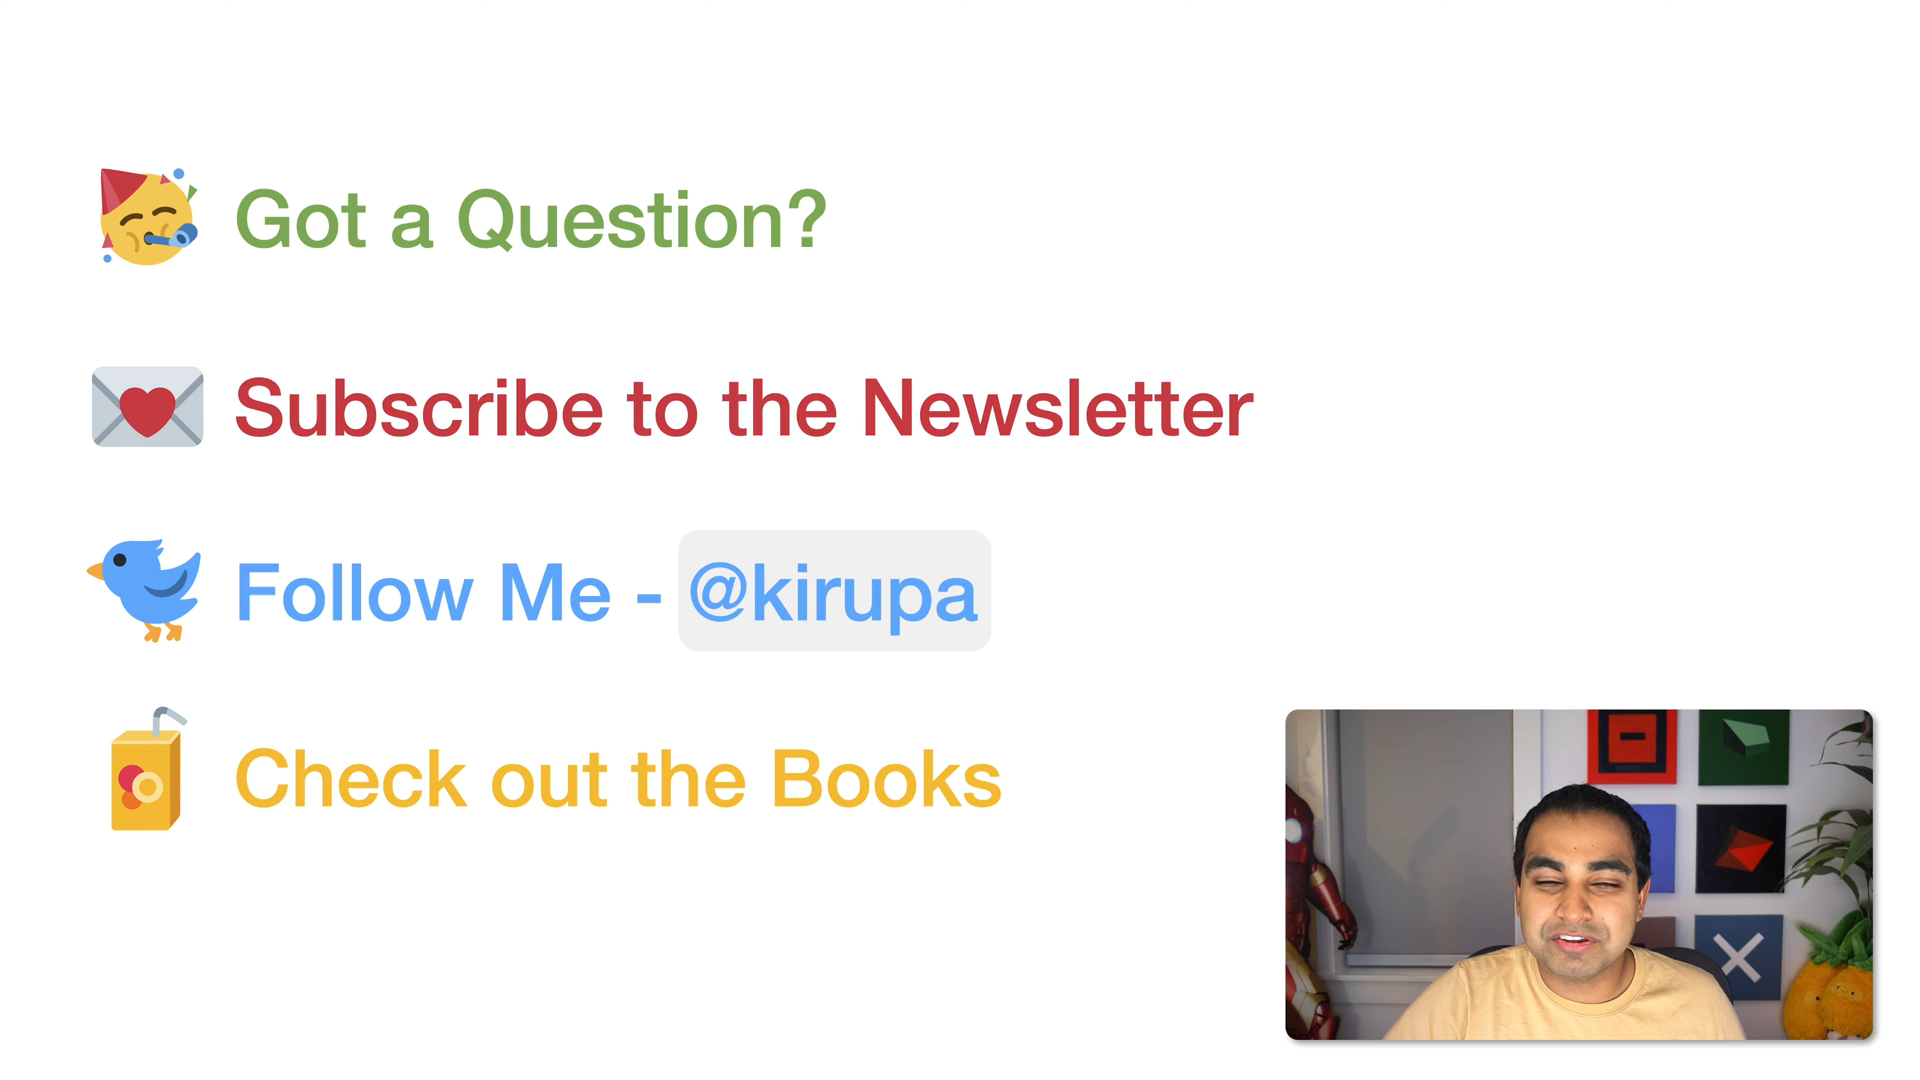 Got a Question?
Subscribe to the Newsletter
Follow Me - @kirupa
Check out the Books